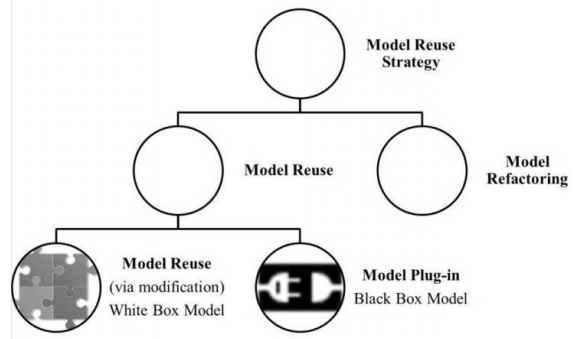 Model Reuse
Strategy
Model Reuse
Model
Refactoring
Model Reuse
(via modification)
White Box Model
Model Plug-in
Black Box Model